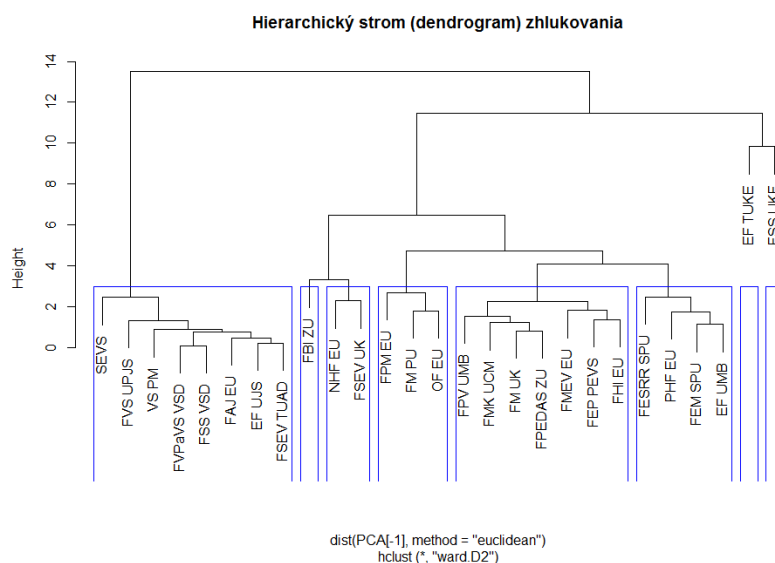 Hierarchický strom (dendrogram) zhlukovania
Height
14
12
10
8
6
4
2
0
SEVS
FVS UPJS
VS PM
FVPaVS VSD
FSS VSD
FAJ EU
EF UJS
FSEV TUAD
FBI ZU
NHF EU
FSEV UK
FPM EU
FM PU
OF EU
FPV UMB
FMK UCM
FM UK
FPEDAS ZU
FMEV EU
FEP PEVS
FHI EU
FESRR SPU
PHF EU
FEM SPU
EF UMB
EF TUKE
dist(PCA[-1], method = "euclidean")
hclust (*, "ward.D2")